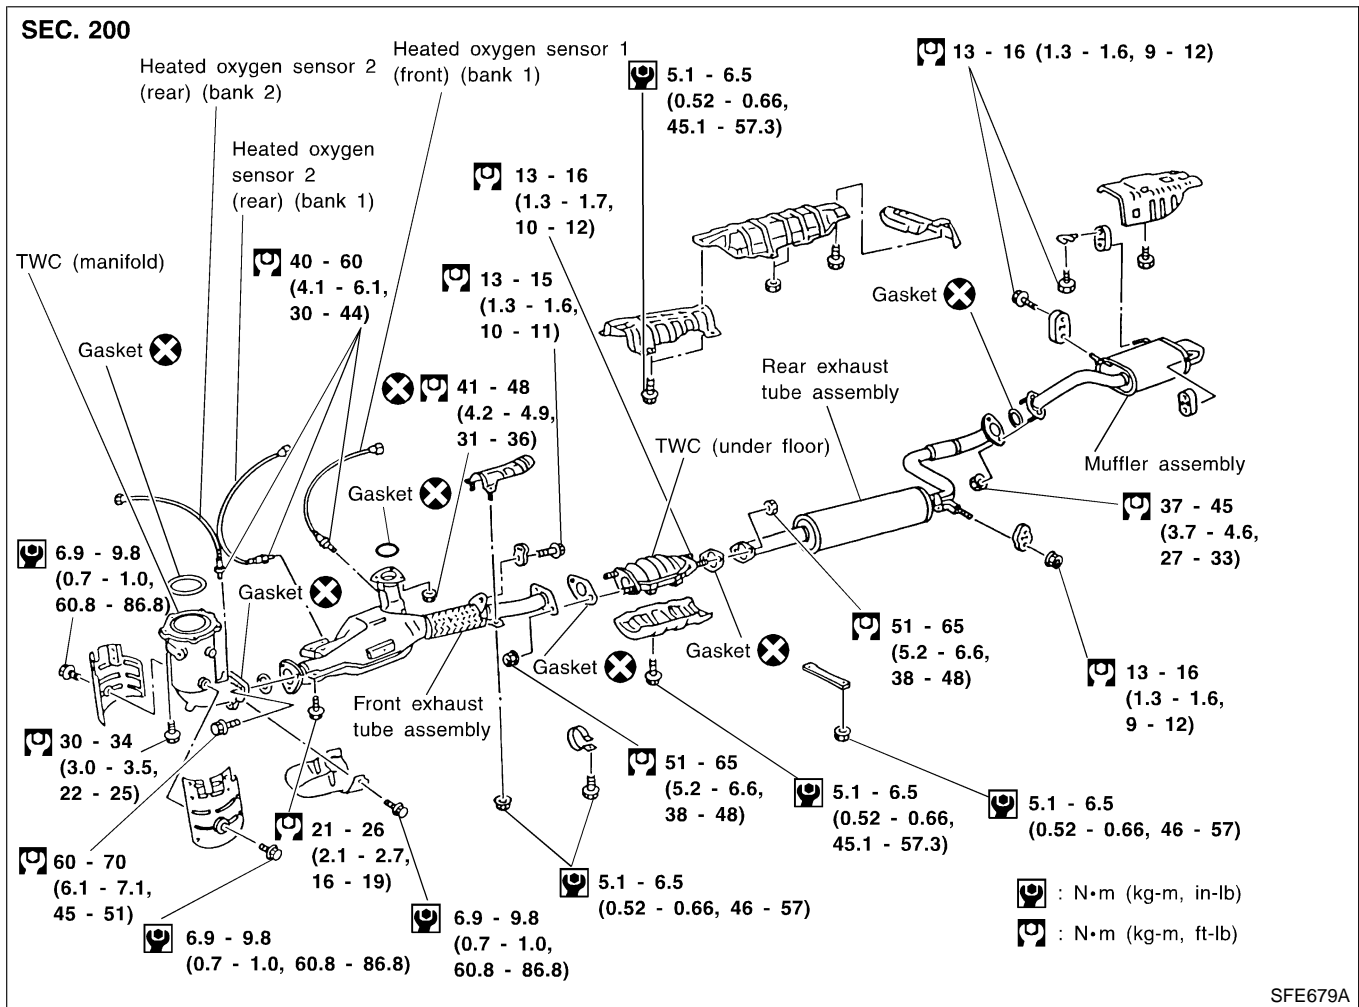 SEC. 200
Heated oxygen sensor 2
(rear) (bank 2)
Heated oxygen sensor 1
(front) (bank 1)
5.1 - 6.5
(0.52 - 0.66,
45.1 - 57.3)
13 - 16 (1.3 - 1.6, 9 - 12)
Heated oxygen
sensor 2
(rear) (bank 1)
13 - 16
(1.3 - 1.7,
10 - 12)
TWC (manifold)
40 - 60
(4.1 - 6.1,
30 - 44)
13 - 15
(1.3 - 1.6,
10 - 11)
Gasket
Gasket
41 - 48
(4.2 - 4.9,
31 - 36)
Rear exhaust
tube assembly
TWC (under floor)
Muffler assembly
Gasket
37 - 45
(3.7 - 4.6,
27 - 33)
6.9 - 9.8
(0.7 - 1.0,
60.8 - 86.8)
Gasket
51 - 65
(5.2 - 6.6,
38 - 48)
Gasket
Gasket
13 - 16
(1.3 - 1.6,
9 - 12)
Front exhaust
tube assembly
30 - 34
(3.0 - 3.5,
22 - 25)
51 - 65
(5.2 - 6.6,
38 - 48)
5.1 - 6.5
(0.52 - 0.66,
45.1 - 57.3)
5.1 - 6.5
(0.52 - 0.66, 46 - 57)
21 - 26
(2.1 - 2.7,
16 - 19)
60 - 70
(6.1 - 7.1,
45 - 51)
5.1 - 6.5
(0.52 - 0.66, 46 - 57)
6.9 - 9.8
(0.7 - 1.0, 60.8 - 86.8)
6.9 - 9.8
(0.7 - 1.0,
60.8 - 86.8)
: N•m (kg-m, in-lb)
: N•m (kg-m, ft-lb)
SFE679A